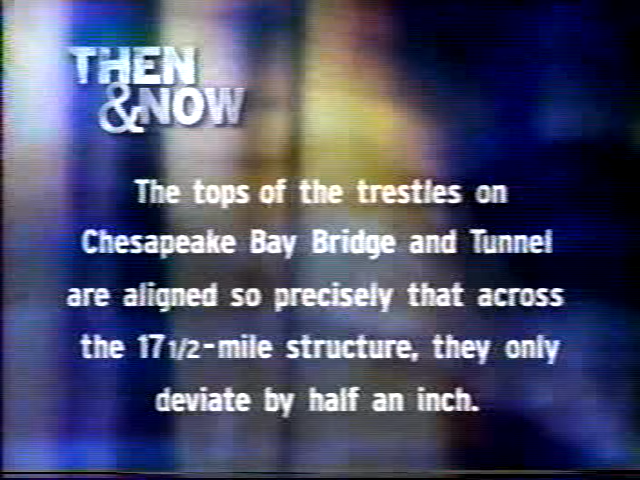 THEN
&NOW
The tops of the trestles on
Chesapeake Bay Bridge and Tunnel
are aligned so precisely that across
the 17 1/2-mile structure, they only
deviate by half an inch.